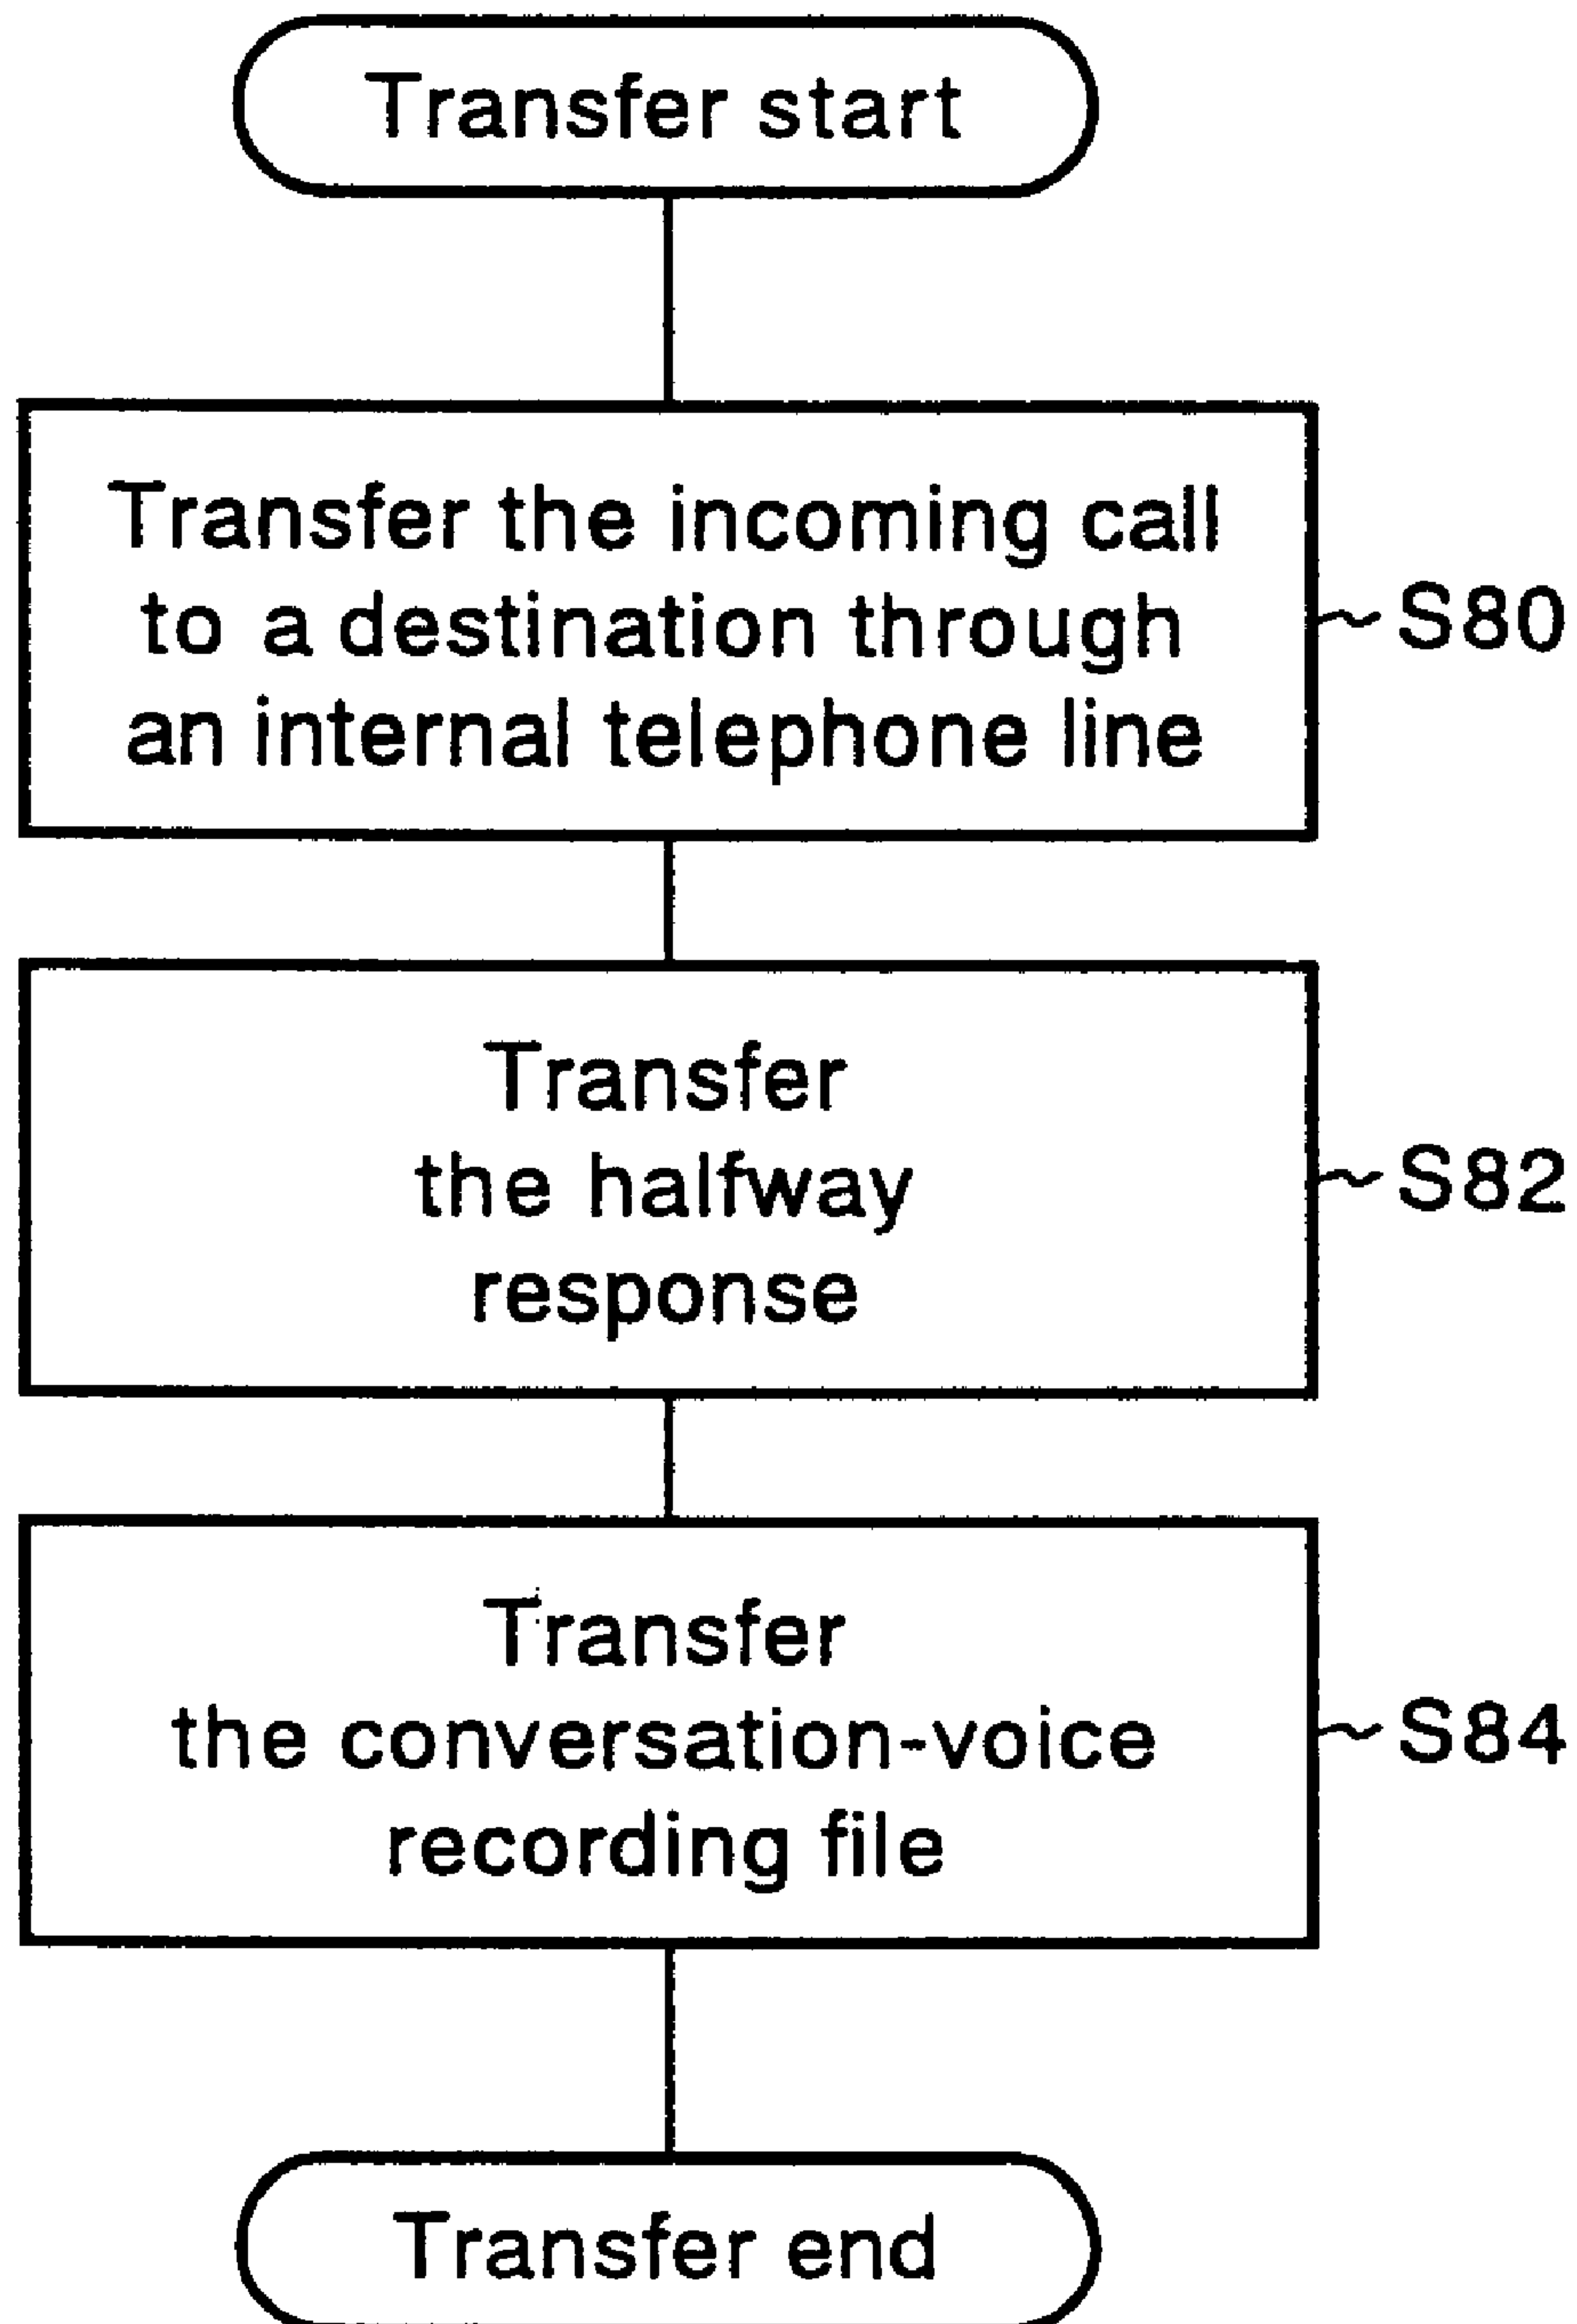 Transfer start
Transfer the incoming call
to a destination through
an internal telephone line
S80
Transfer
the halfway
response
S82
Transfer
the conversation-voice
recording file
S84
Transfer end